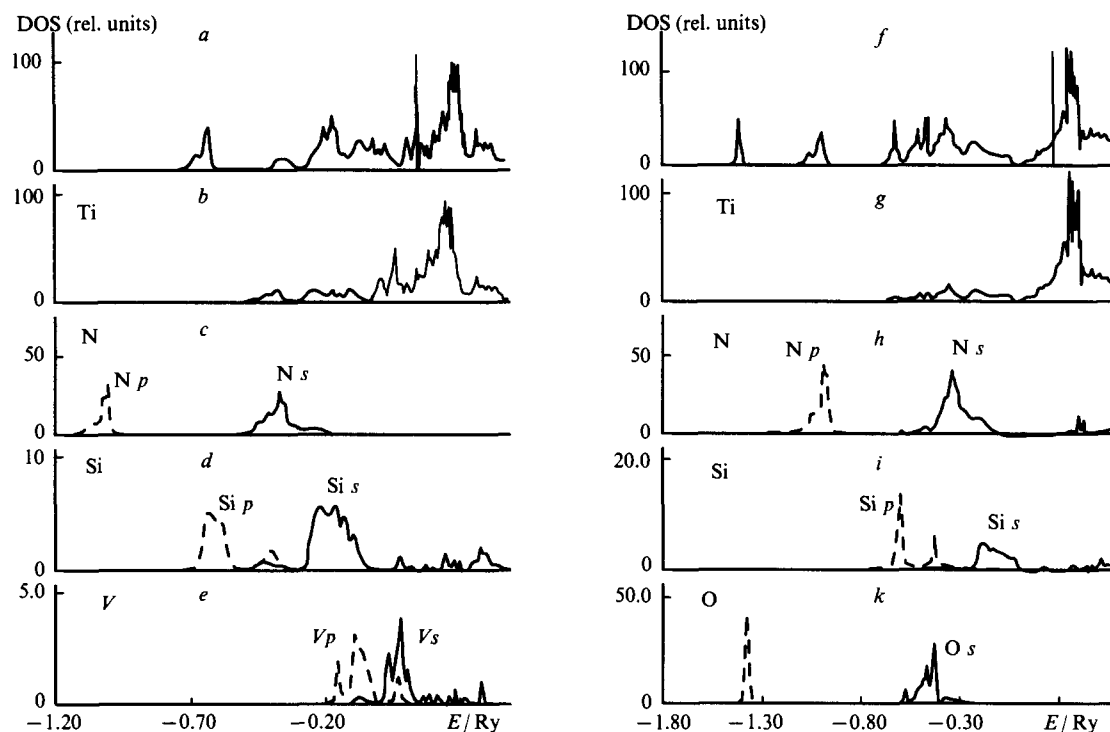 DOS (rel. units)
a
100
0
Ti
b
100
0
N
c
50
N p
N s
0
10
Si
d
Si p
Si s
0
5.0
V
e
Vp
Vs
0
−1.20 −0.70 −0.20 E/Ry
DOS (rel. units)
f
100
0
Ti
g
100
0
N
h
50
N p
N s
0
20.0
Si
i
Si p
Si s
0
50.0
O
k
O s
0
−1.80 −1.30 −0.80 −0.30 E/Ry